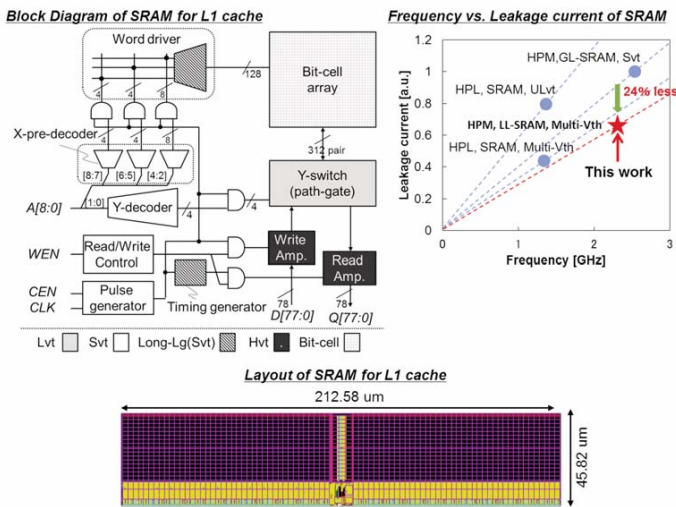 Block Diagram of SRAM for L1 cache
Word driver
4
4
8
128
Bit-cell
array
4
4
8
X-pre-decoder
312 pair
[8:7]
[6:5]
[4:2]
Y-switch
(path-gate)
A[8:0]
[1:0]
Y-decoder
4
4
WEN
Read/Write
Control
Write
Amp.
Read
Amp.
CEN
CLK
Pulse
generator
Timing generator
78
78
D[77:0]
Q[77:0]
Lvt
Svt
Long-Lg(Svt)
Hvt
Bit-cell
Frequency vs. Leakage current of SRAM
Leakage current [a.u.]
1.2
1
0.8
0.6
0.4
0.2
0
0
1
2
3
Frequency [GHz]
HPM,GL-SRAM, Svt
HPL, SRAM, ULvt
24% less
HPM, LL-SRAM, Multi-Vth
HPL, SRAM, Multi-Vth
This work
Layout of SRAM for L1 cache
212.58 um
45.82 um